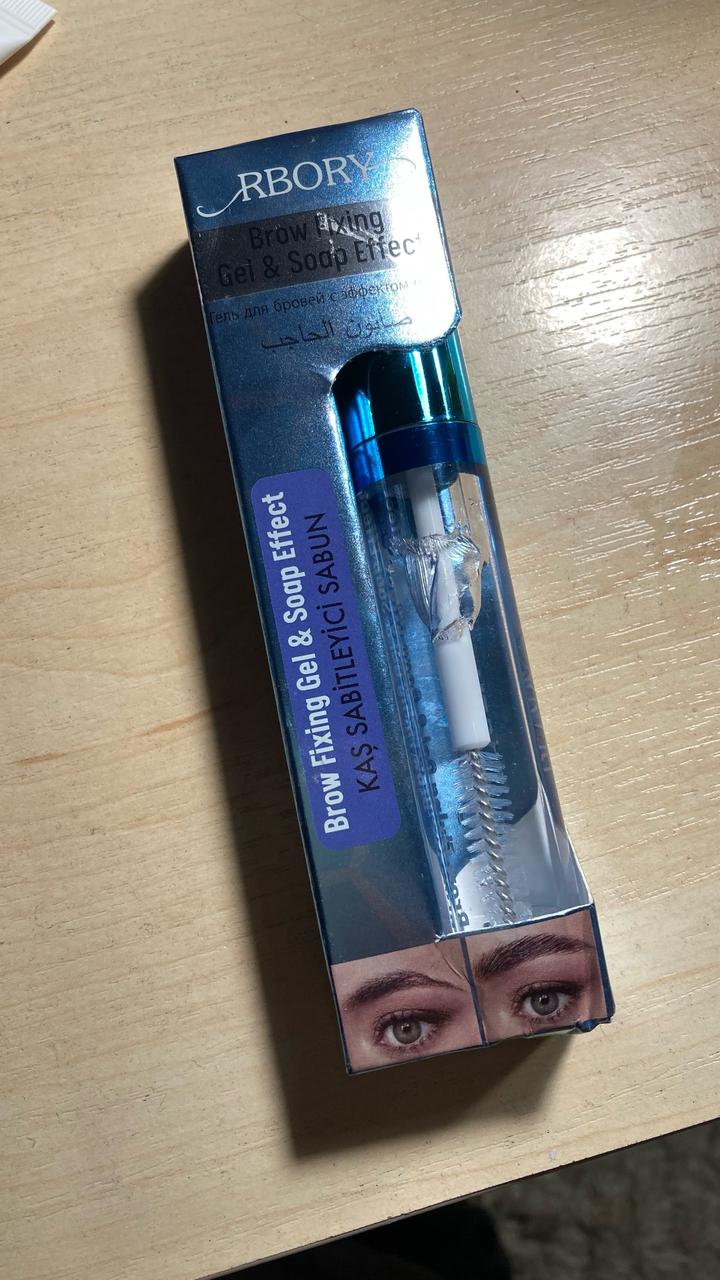 RBORY
Brow Fixing
Gel & Soap Effect
Гель для бровей с эффектом
صابون الحاجب
Brow Fixing Gel & Soap Effect
KAŞ SABİTLEYİCİ SABUN